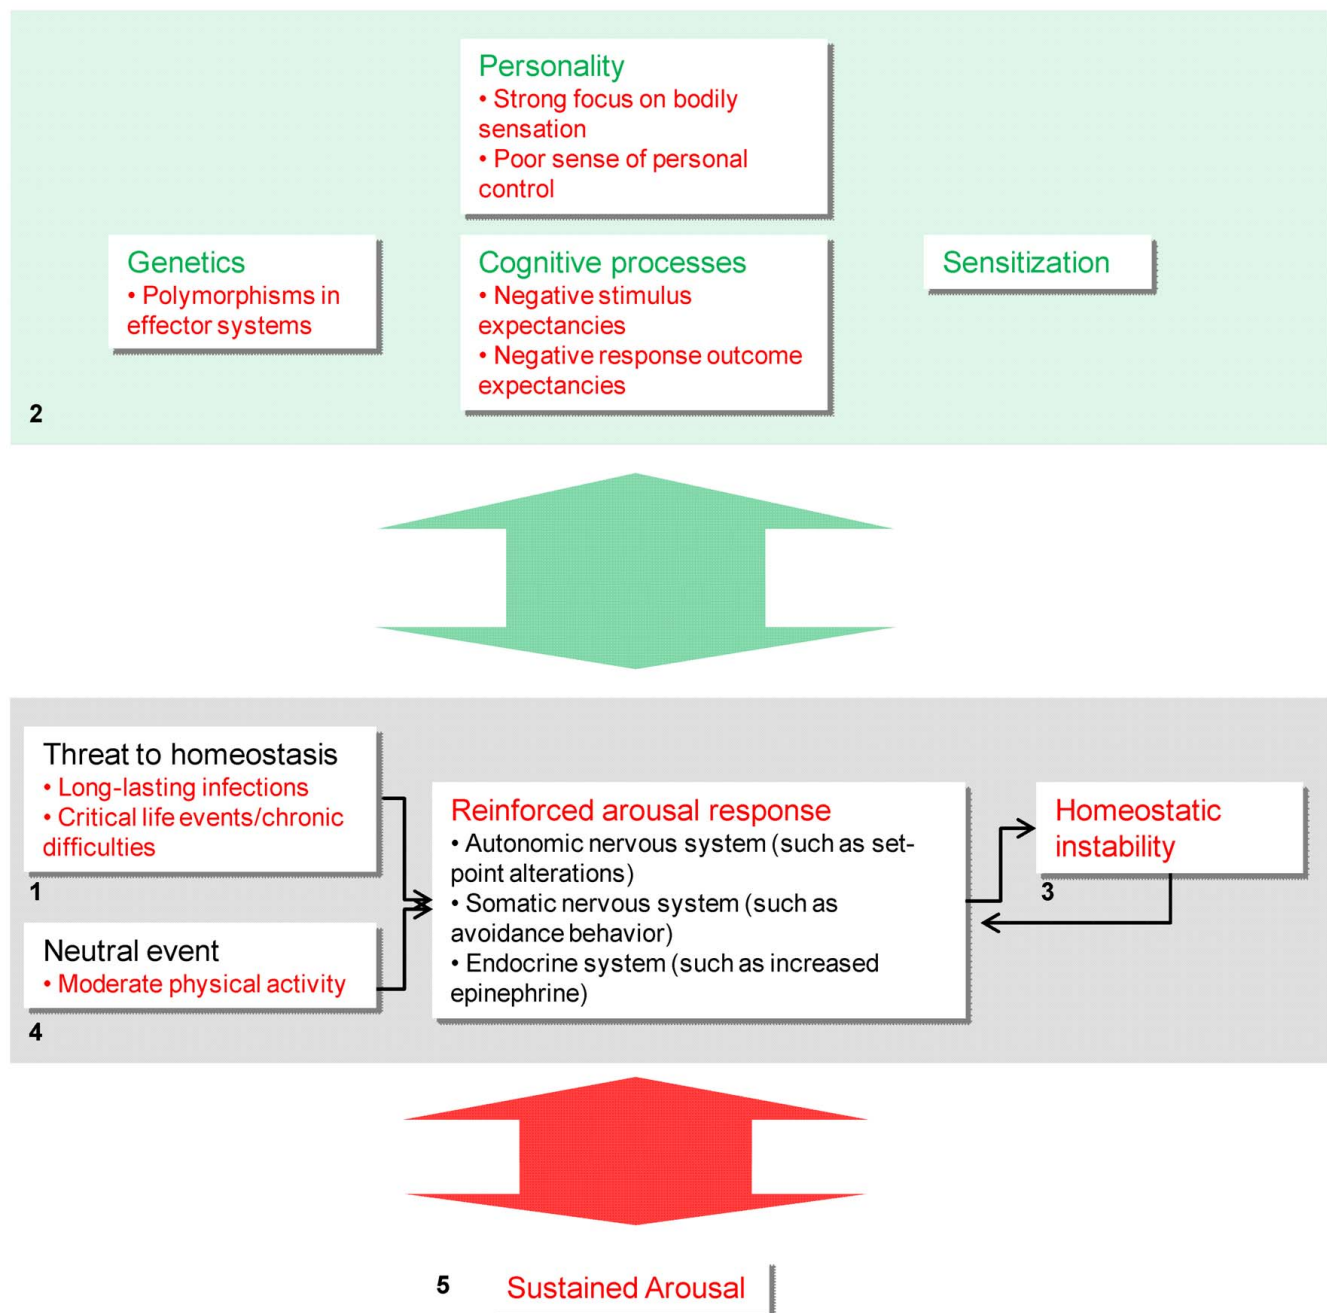 Personality
• Strong focus on bodily
sensation
• Poor sense of personal
control
Genetics
• Polymorphisms in
effector systems
Cognitive processes
• Negative stimulus
expectancies
• Negative response outcome
expectancies
Sensitization
2
Threat to homeostasis
• Long-lasting infections
• Critical life events/chronic
difficulties
1
Neutral event
• Moderate physical activity
4
Reinforced arousal response
• Autonomic nervous system (such as set-
point alterations)
• Somatic nervous system (such as
avoidance behavior)
• Endocrine system (such as increased
epinephrine)
Homeostatic
instability
3
5 Sustained Arousal